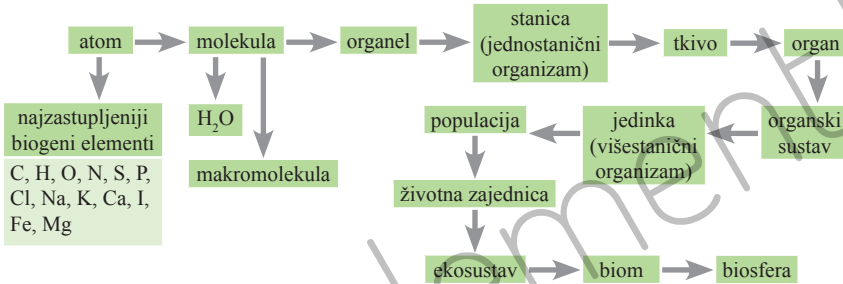 atom
molekula
organel
stanica
(jednostanični
organizam)
tkivo
organ
najzastupljeniji
biogeni elementi
C, H, O, N, S, P,
Cl, Na, K, Ca, I,
Fe, Mg
H₂O
makromolekula
organski
sustav
jedinka
(višestanični
organizam)
populacija
životna zajednica
ekosustav
biom
biosfera